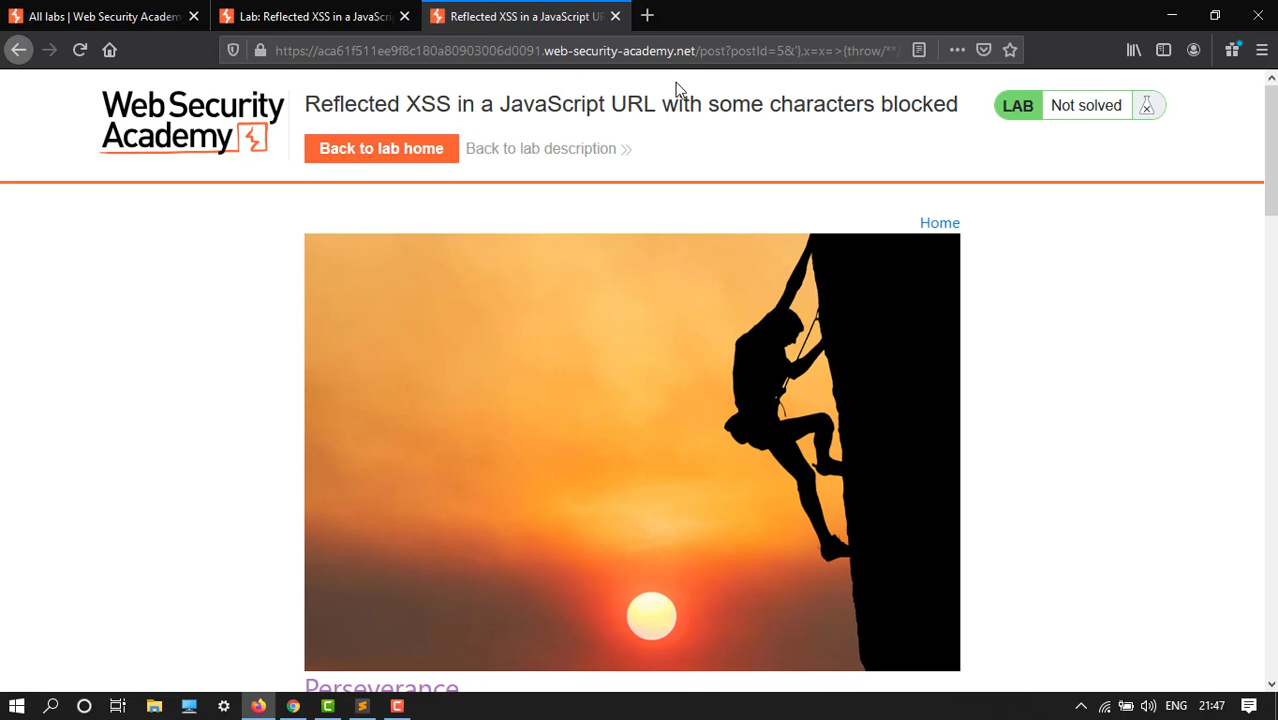 All labs | Web Security Academ
Lab: Reflected XSS in a JavaScri
Reflected XSS in a JavaScript UR
https://aca61f511ee9f8c180a80903006d0091.web-security-academy.net/post?postId=5&'},x=x=>{throw/**/
WebSecurity
Academy
Reflected XSS in a JavaScript URL with some characters blocked
LAB
Not solved
Back to lab home
Back to lab description
Home
Perseverance
ENG
21:47